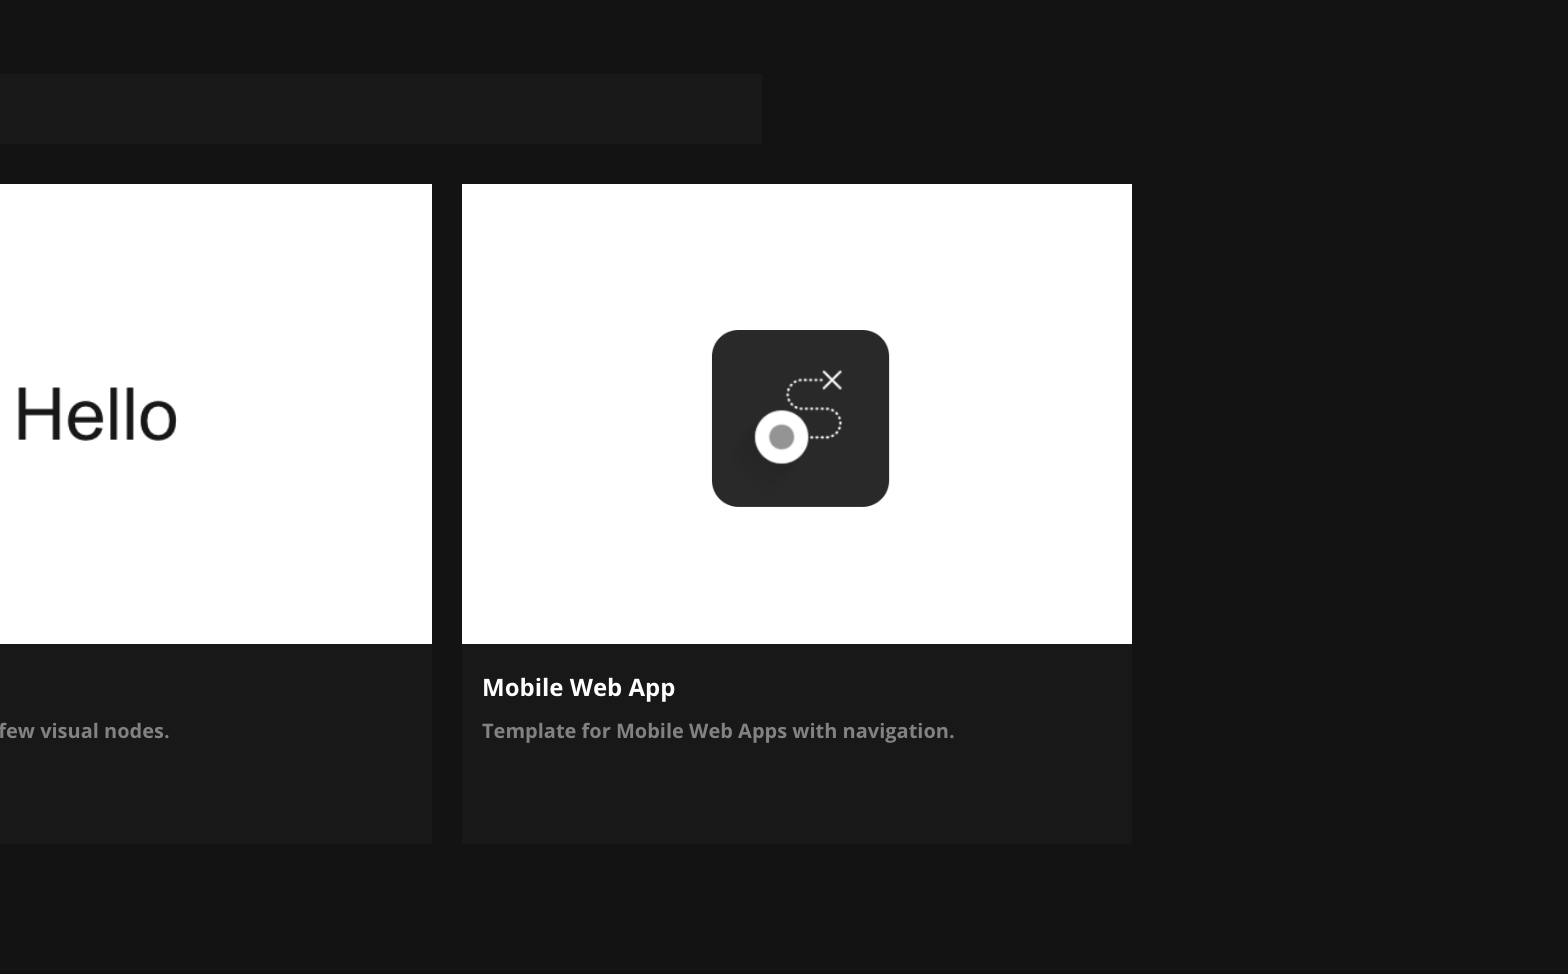 Hello
few visual nodes.
Mobile Web App
Template for Mobile Web Apps with navigation.